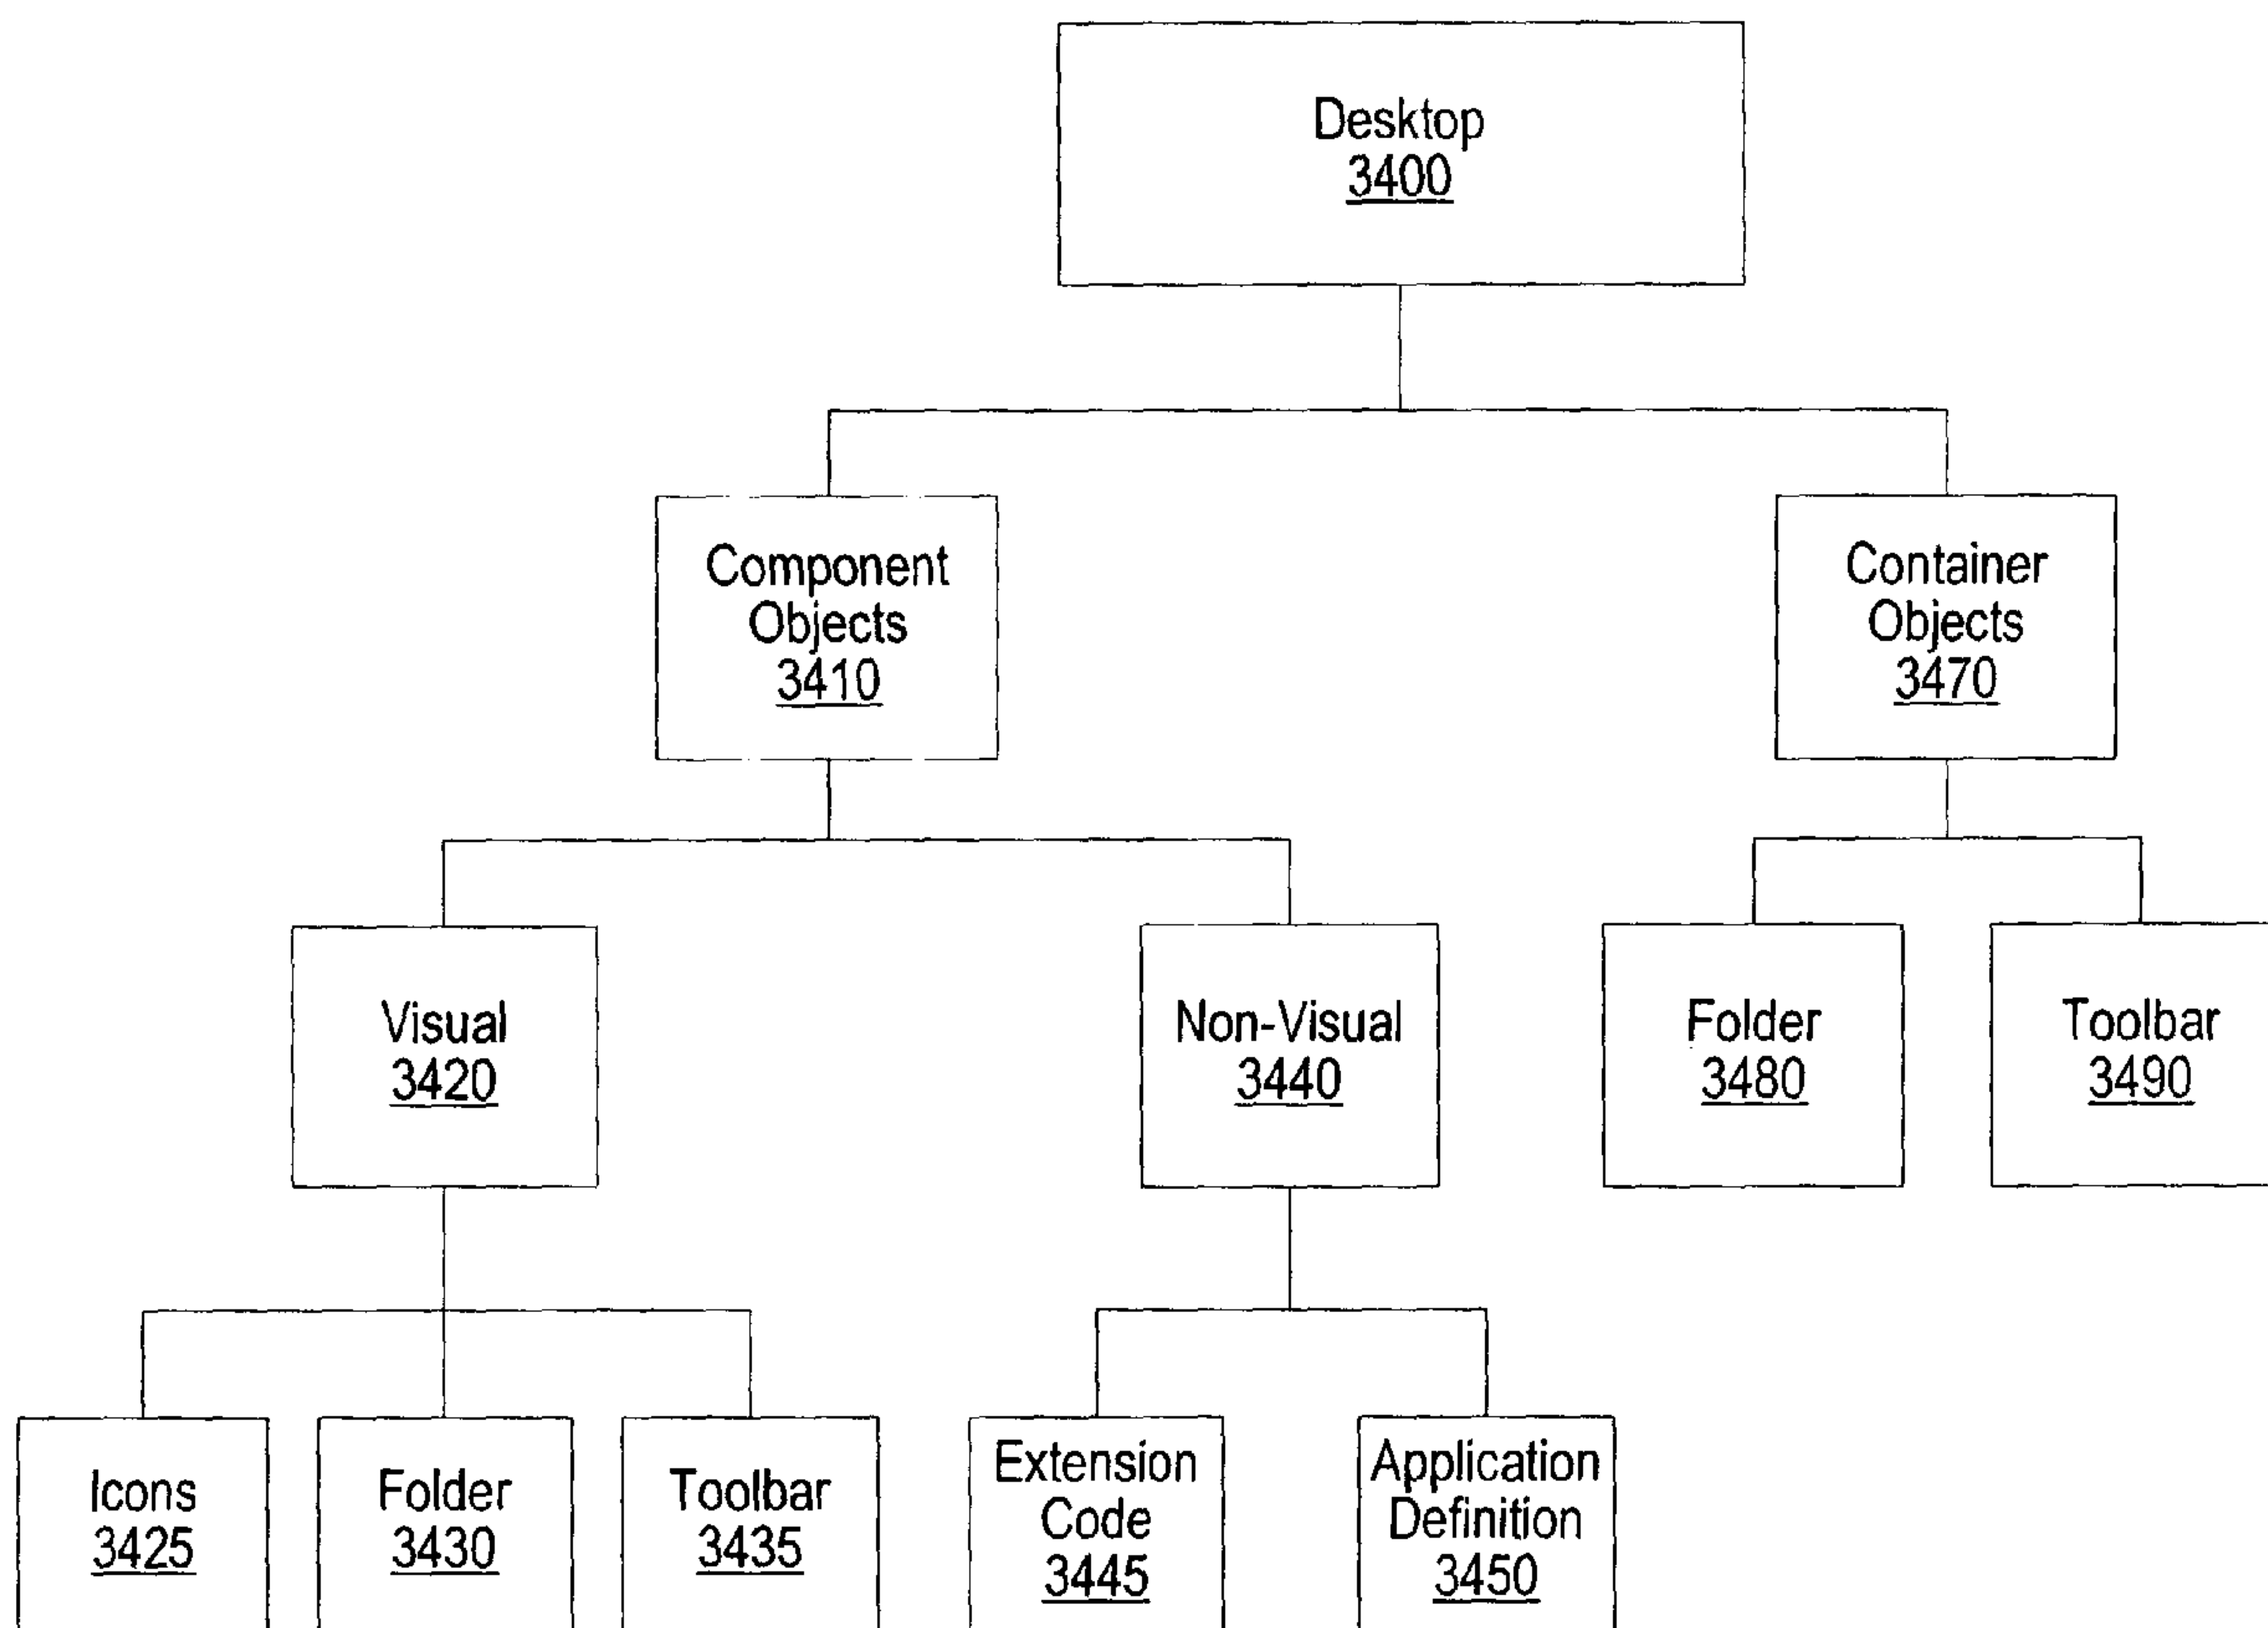 Desktop
3400
Component
Objects
3410
Container
Objects
3470
Visual
3420
Non-Visual
3440
Folder
3480
Toolbar
3490
Icons
3425
Folder
3430
Toolbar
3435
Extension
Code
3445
Application
Definition
3450